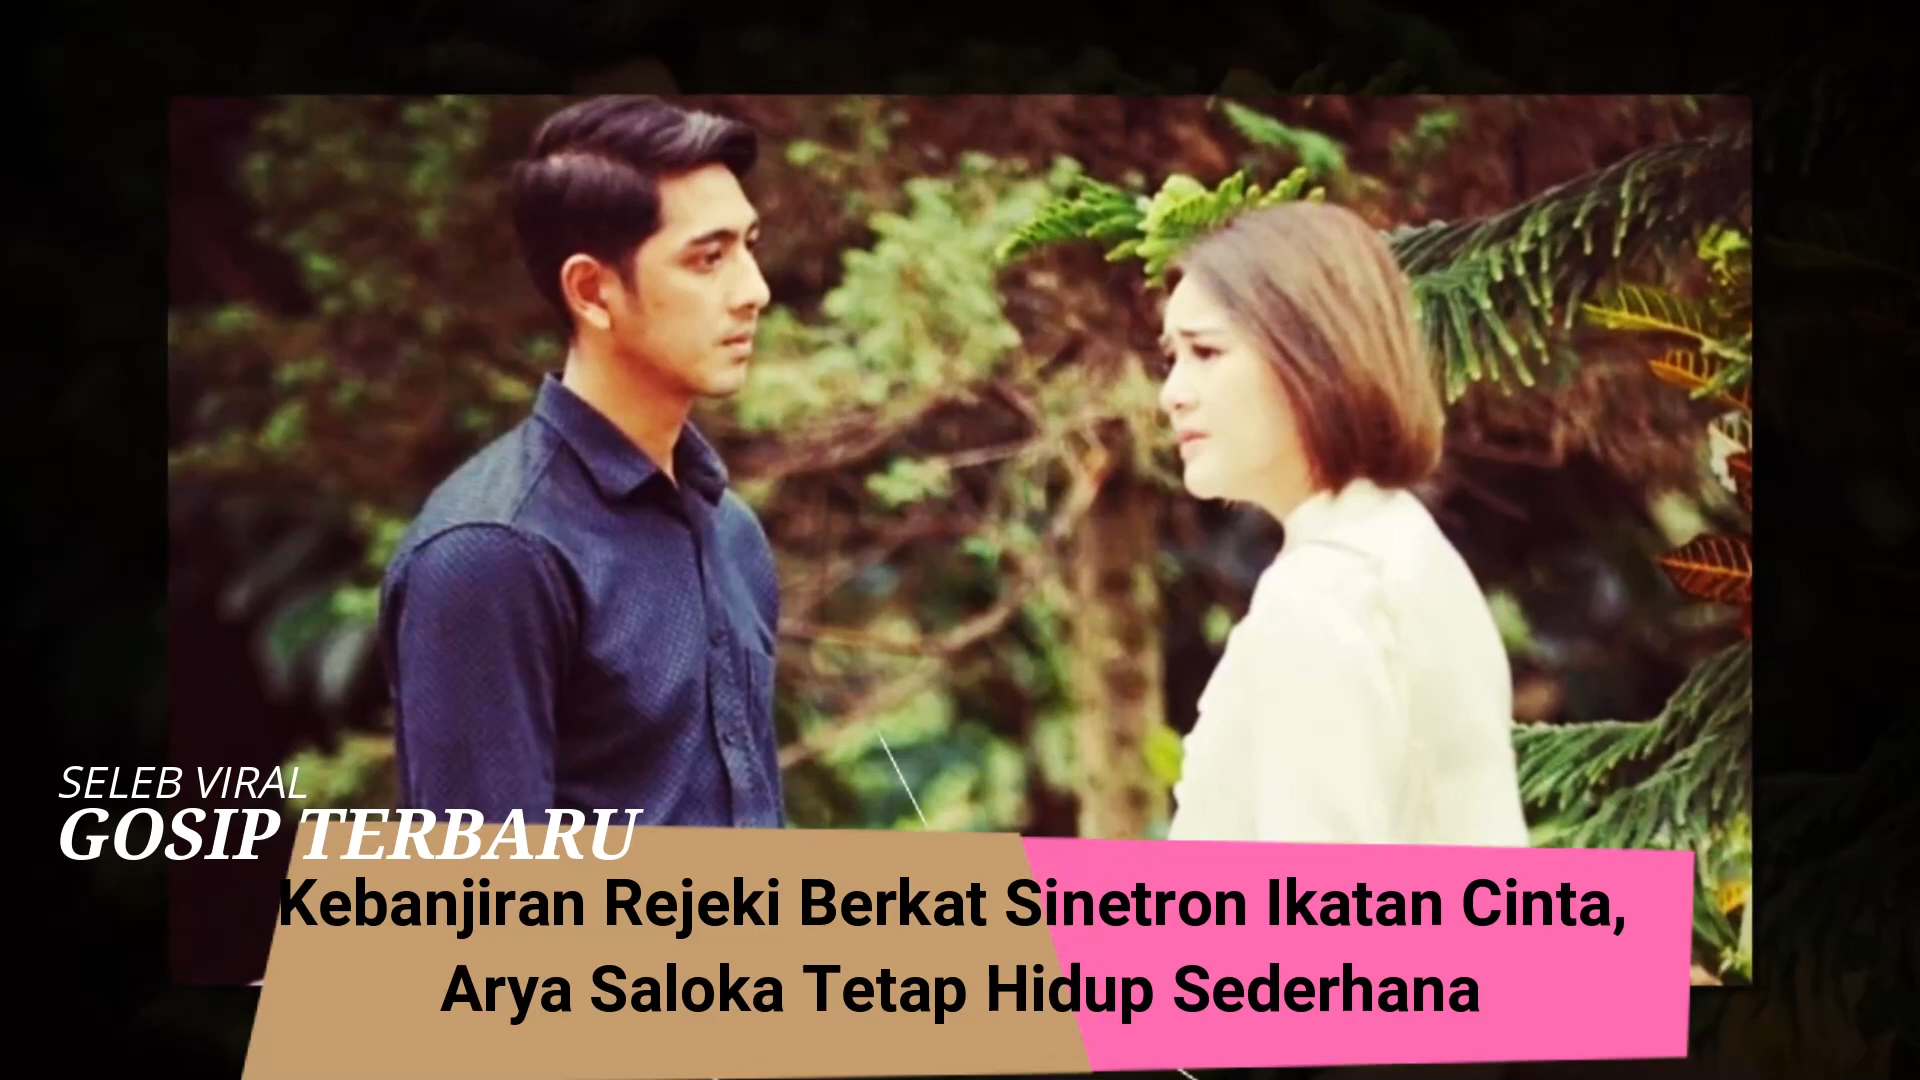 SELEB VIRAL
GOSIP TERBARU
Kebanjiran Rejeki Berkat Sinetron Ikatan Cinta,
Arya Saloka Tetap Hidup Sederhana